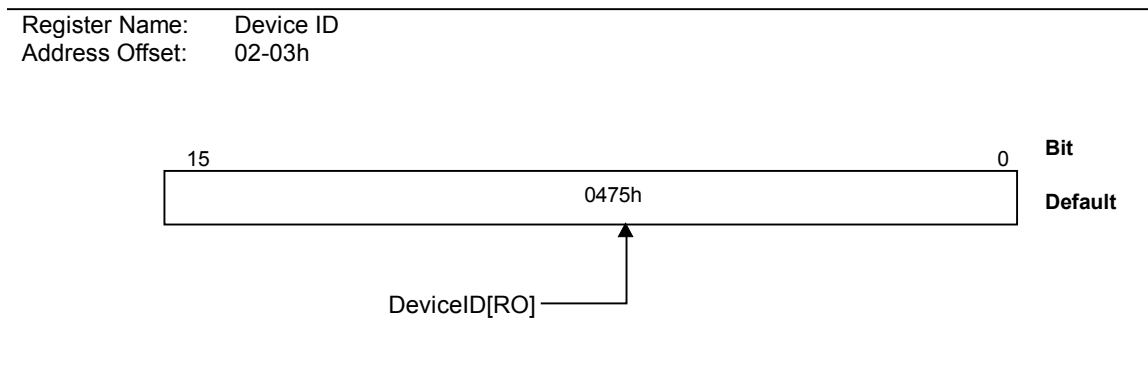 Register Name: Device ID
Address Offset: 02-03h
15 0 Bit
0475h Default
DeviceID[RO]